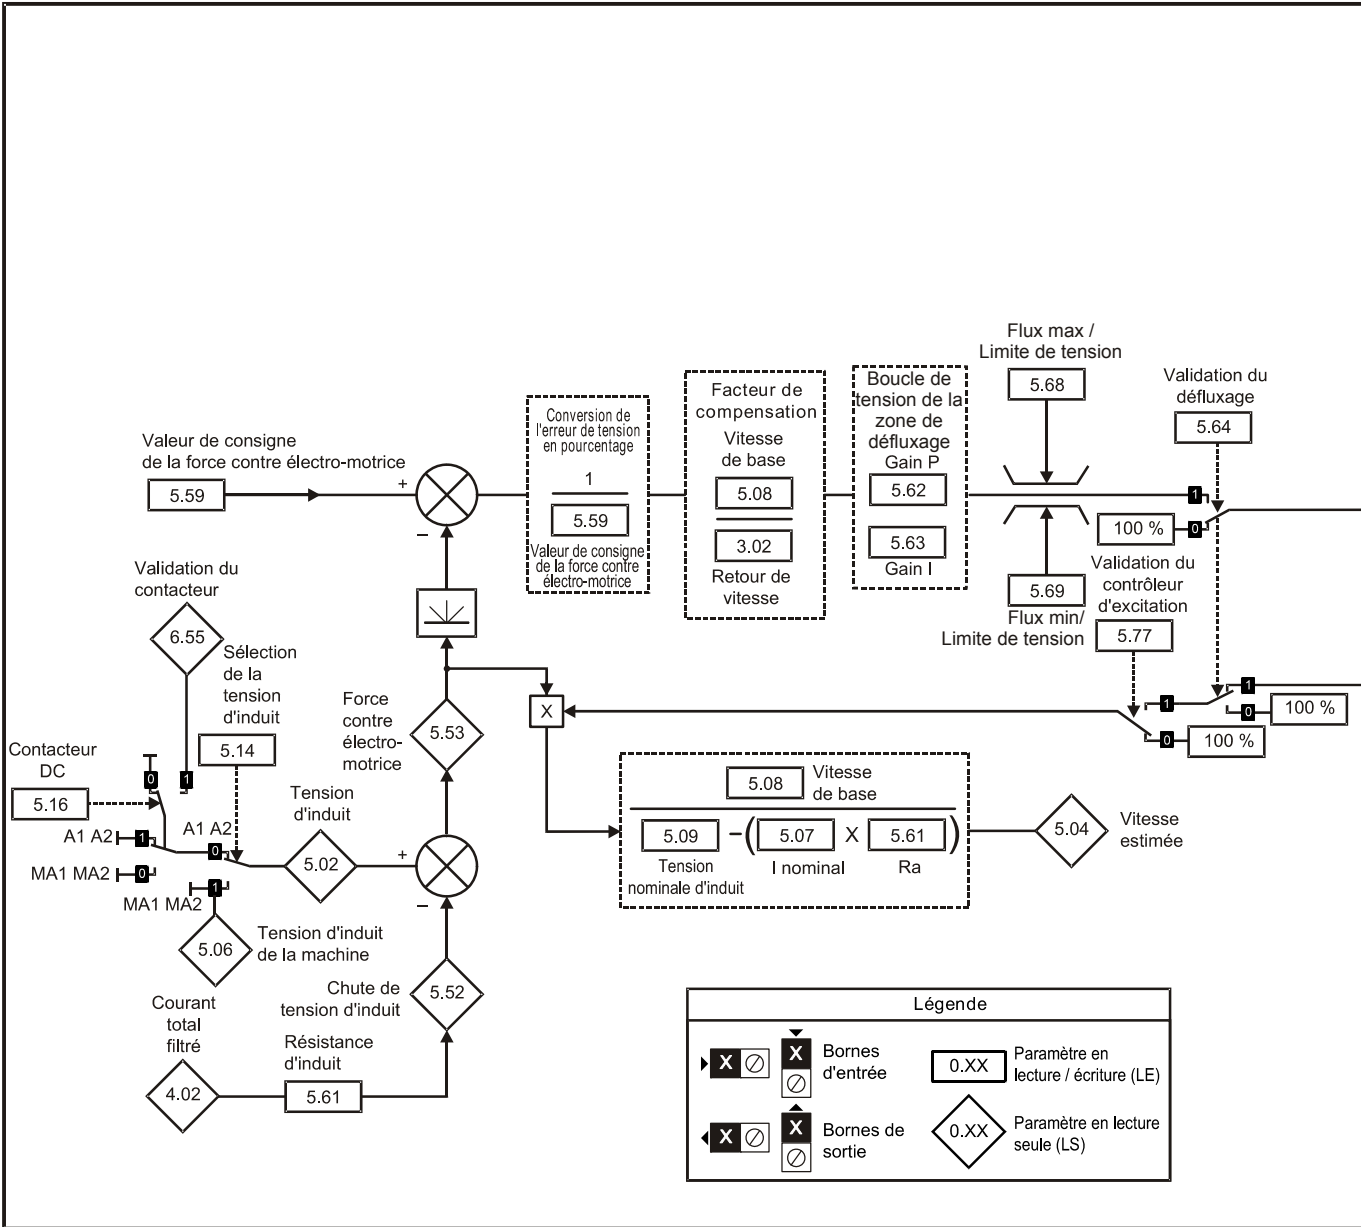 Flux max /
Limite de tension
5.68
Validation du
défluxage
5.64
Facteur de
compensation
Vitesse
de base
5.08
3.02
Retour de
vitesse
Boucle de
tension de la
zone de
défluxage
Gain P
5.62
5.63
Gain I
Conversion de
l'erreur de tension
en pourcentage
1
5.59
Valeur de consigne
de la force contre
électro-motrice
Valeur de consigne
de la force contre électro-motrice
5.59
+
−
1
0
100 %
5.69
Flux min/
Limite de tension
Validation du
contrôleur
d'excitation
5.77
Validation du
contacteur
6.55
Sélection
de la
tension
d'induit
5.14
Force
contre
électro-
motrice
5.53
X
1
0
1
0
100 %
100 %
Contacteur
DC
5.16
0
1
A1 A2
1
MA1 MA2
0
A1 A2
0
MA1 MA2
1
Tension
d'induit
5.02
+
−
5.08
Vitesse
de base
5.09
−
(
5.07
X
5.61
)
Tension
nominale d'induit
I nominal
Ra
5.04
Vitesse
estimée
5.06
Tension d'induit
de la machine
Chute de
tension d'induit
5.52
Courant
total
filtré
4.02
Résistance
d'induit
5.61
Légende
X
X
Bornes
d'entrée
0.XX
Paramètre en
lecture / écriture (LE)
X
X
Bornes de
sortie
0.XX
Paramètre en lecture
seule (LS)